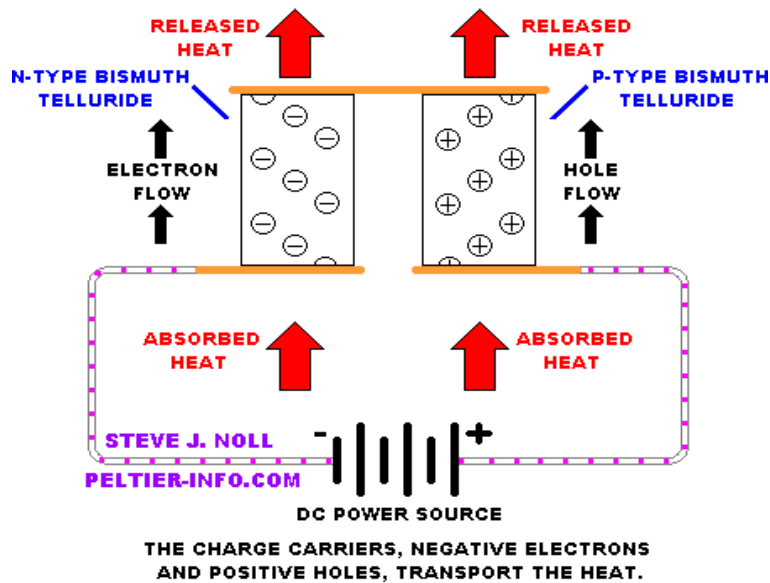 RELEASED
HEAT
RELEASED
HEAT
N-TYPE BISMUTH
TELLURIDE
P-TYPE BISMUTH
TELLURIDE
ELECTRON
FLOW
HOLE
FLOW
ABSORBED
HEAT
ABSORBED
HEAT
STEVE J. NOLL
PELTIER-INFO.COM
- +
DC POWER SOURCE
THE CHARGE CARRIERS, NEGATIVE ELECTRONS
AND POSITIVE HOLES, TRANSPORT THE HEAT.